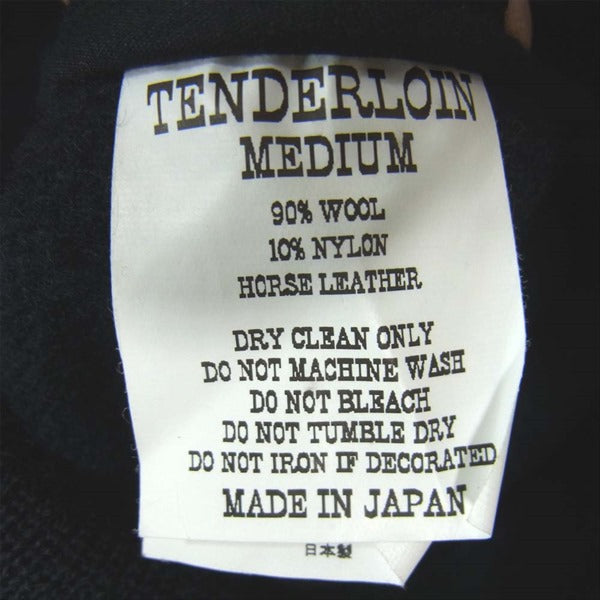 TENDERLOIN
MEDIUM
90% WOOL
10% NYLON
HORSE LEATHER
DRY CLEAN ONLY
DO NOT MACHINE WASH
DO NOT BLEACH
DO NOT TUMBLE DRY
DO NOT IRON IF DECORATED
MADE IN JAPAN
日本製